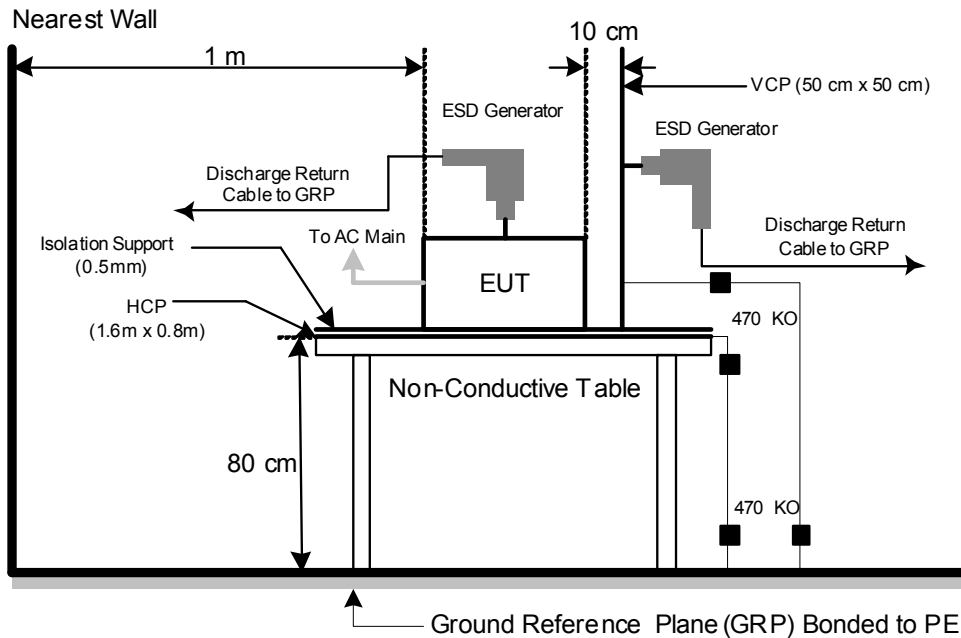 Nearest Wall
1 m
10 cm
VCP (50 cm x 50 cm)
ESD Generator
ESD Generator
Discharge Return
Cable to GRP
Discharge Return
Cable to GRP
Isolation Support
(0.5mm)
To AC Main
EUT
HCP
(1.6m x 0.8m)
470 KO
Non-Conductive Table
80 cm
470 KO
Ground Reference Plane (GRP) Bonded to PE